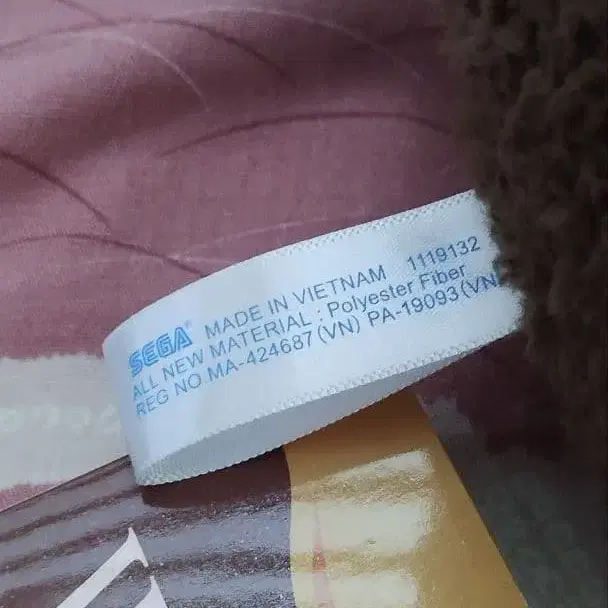 SEGA® MADE IN VIETNAM 1119132
ALL NEW MATERIAL : Polyester Fiber
REG NO MA-424687(VN) PA-19093(VN